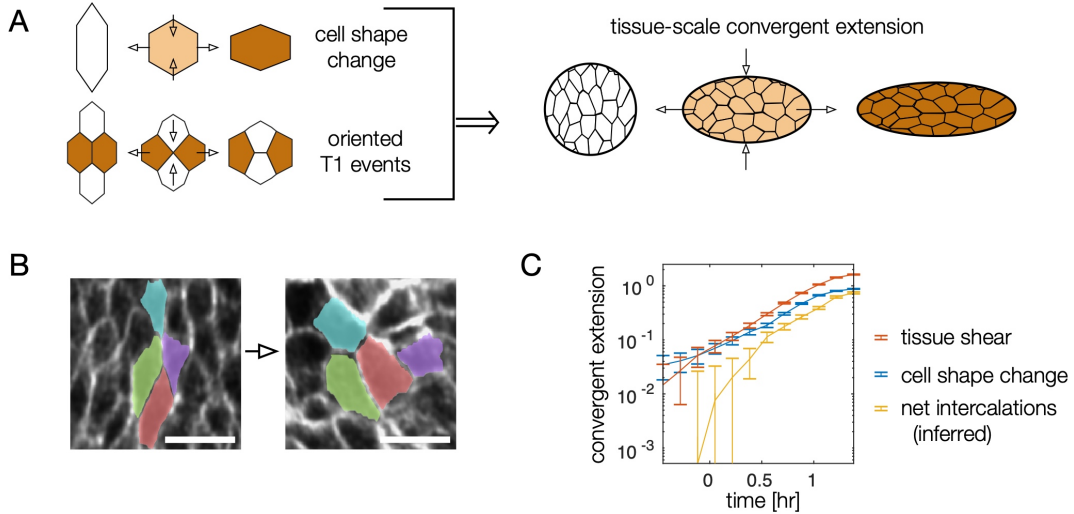 A
cell shape
change
oriented
T1 events
tissue-scale convergent extension
B
C
convergent extension
10^0
10^-1
10^-2
10^-3
0
0.5
1
time [hr]
tissue shear
cell shape change
net intercalations
(inferred)